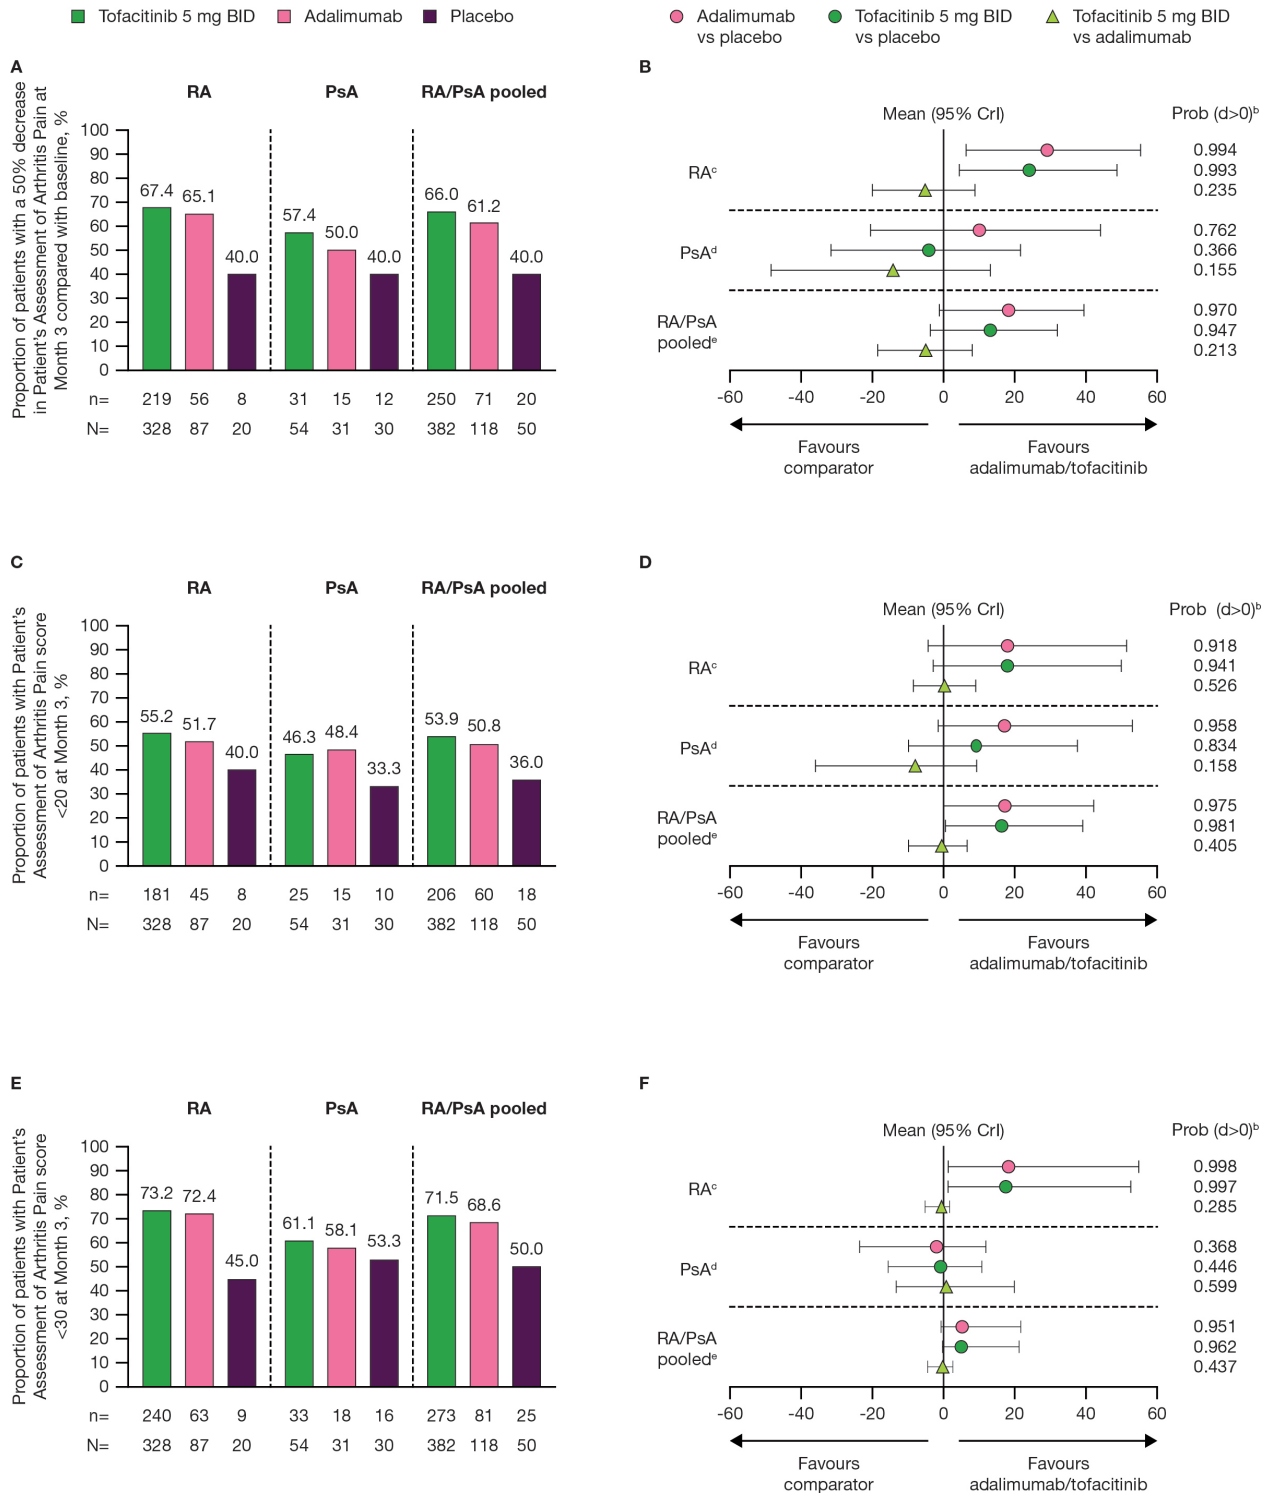 Tofacitinib 5 mg BID Adalimumab Placebo
Adalimumab vs placebo
Tofacitinib 5 mg BID vs placebo
Tofacitinib 5 mg BID vs adalimumab
A
Proportion of patients with a 50% decrease
in Patient's Assessment of Arthritis Pain at
Month 3 compared with baseline, %
RA PsA RA/PsA pooled
100
90
80
70
60
50
40
30
20
10
0
67.4 65.1 40.0 57.4 50.0 40.0 66.0 61.2 40.0
n= 219 56 8 31 15 12 250 71 20
N= 328 87 20 54 31 30 382 118 50
B
Mean (95% CrI) Prob (d>0)ᵇ
RAᶜ
0.994
0.993
0.235
PsAᵈ
0.762
0.366
0.155
RA/PsA
pooledᵉ
0.970
0.947
0.213
-60 -40 -20 0 20 40 60
Favours
comparator
Favours
adalimumab/tofacitinib
C
Proportion of patients with Patient's
Assessment of Arthritis Pain score
<20 at Month 3, %
RA PsA RA/PsA pooled
100
90
80
70
60
50
40
30
20
10
0
55.2 51.7 40.0 46.3 48.4 33.3 53.9 50.8 36.0
n= 181 45 8 25 15 10 206 60 18
N= 328 87 20 54 31 30 382 118 50
D
Mean (95% CrI) Prob (d>0)ᵇ
RAᶜ
0.918
0.941
0.526
PsAᵈ
0.958
0.834
0.158
RA/PsA
pooledᵉ
0.975
0.981
0.405
-60 -40 -20 0 20 40 60
Favours
comparator
Favours
adalimumab/tofacitinib
E
Proportion of patients with Patient's
Assessment of Arthritis Pain score
<30 at Month 3, %
RA PsA RA/PsA pooled
100
90
80
70
60
50
40
30
20
10
0
73.2 72.4 45.0 61.1 58.1 53.3 71.5 68.6 50.0
n= 240 63 9 33 18 16 273 81 25
N= 328 87 20 54 31 30 382 118 50
F
Mean (95% CrI) Prob (d>0)ᵇ
RAᶜ
0.998
0.997
0.285
PsAᵈ
0.368
0.446
0.599
RA/PsA
pooledᵉ
0.951
0.962
0.437
-60 -40 -20 0 20 40 60
Favours
comparator
Favours
adalimumab/tofacitinib